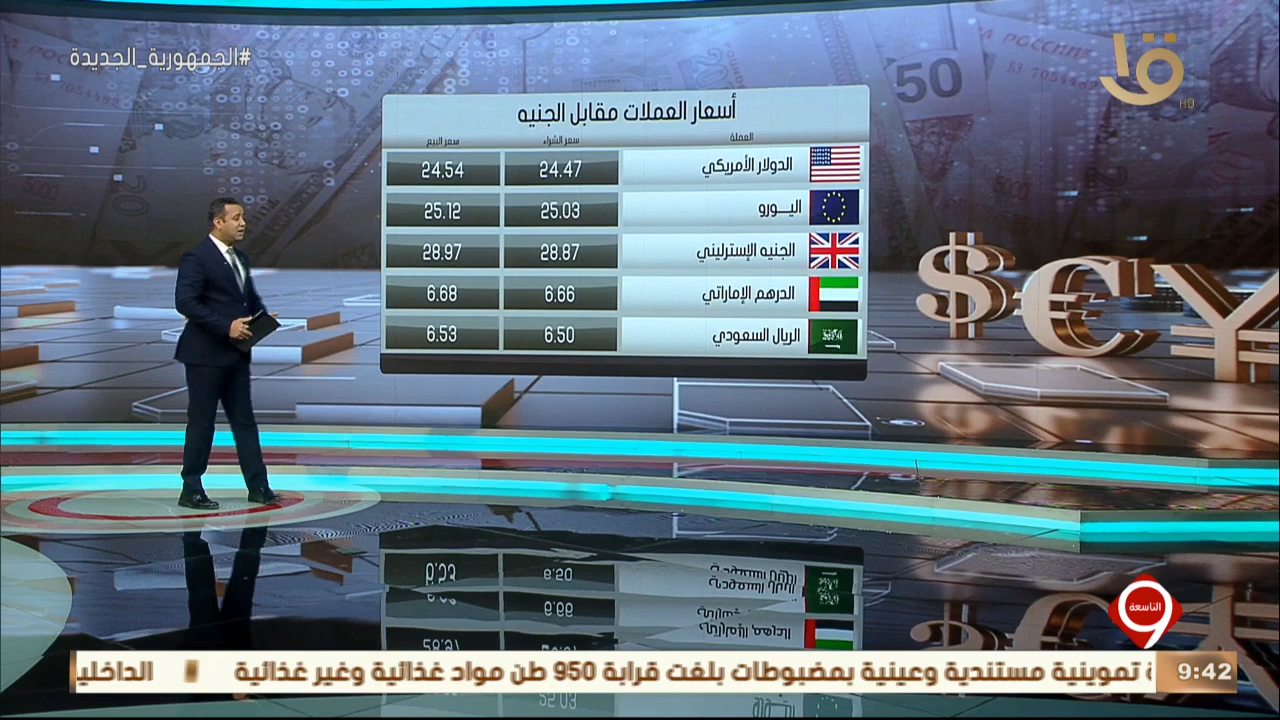 #الجمهورية_الجديدة
HD
50
أسعار العملات مقابل الجنيه
العملة سعر الشراء سعر البيع
الدولار الأمريكي 24.47 24.54
اليـــورو 25.03 25.12
الجنيه الإسترليني 28.87 28.97
الدرهم الإماراتي 6.66 6.68
الريال السعودي 6.50 6.53
$€¥
التاسعة
9
9:42
تموينية مستندية وعينية بمضبوطات بلغت قرابة 950 طن مواد غذائية وغير غذائية